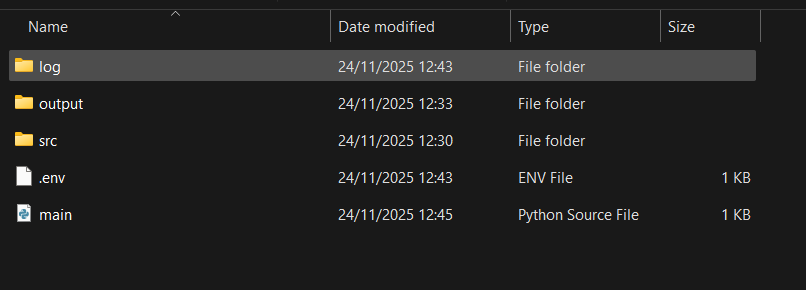 Name Date modified Type Size
log 24/11/2025 12:43 File folder
output 24/11/2025 12:33 File folder
src 24/11/2025 12:30 File folder
.env 24/11/2025 12:43 ENV File 1 KB
main 24/11/2025 12:45 Python Source File 1 KB